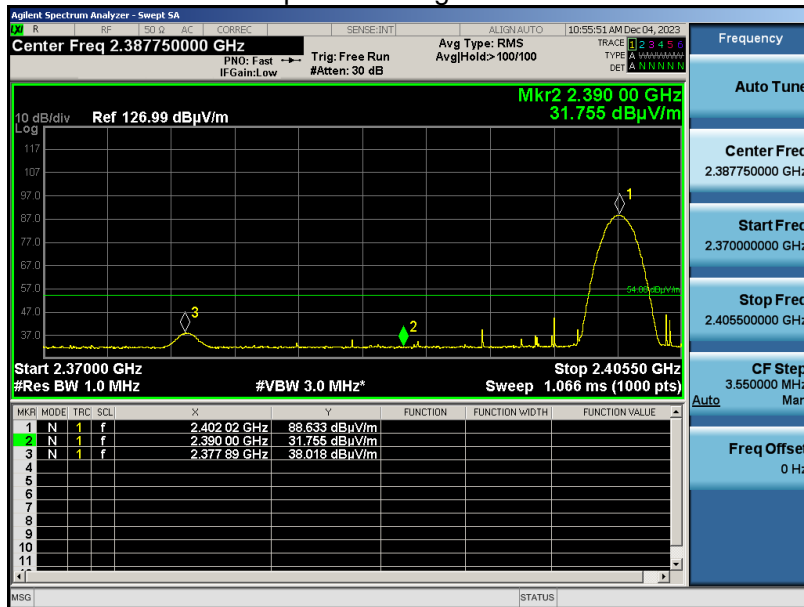 Agilent Spectrum Analyzer - Swept SA
LXI R RF 50 Ω AC CORREC SENSE:INT ALIGN AUTO 10:55:51 AM Dec 04, 2023
Center Freq 2.387750000 GHz
PNO: Fast
IFGain:Low
Trig: Free Run
#Atten: 30 dB
Avg Type: RMS
Avg|Hold:>100/100
TRACE 1 2 3 4 5 6
TYPE A
DET A N N N N N
Mkr2 2.390 00 GHz
31.755 dBµV/m
10 dB/div Ref 126.99 dBµV/m
Log
117
107
97.0
87.0
77.0
67.0
57.0
47.0
37.0
1
54.00 dBµV/m
3
2
Start 2.37000 GHz Stop 2.40550 GHz
#Res BW 1.0 MHz #VBW 3.0 MHz* Sweep 1.066 ms (1000 pts)
MKR MODE TRC SCL X Y FUNCTION FUNCTION WIDTH FUNCTION VALUE
1 N 1 f 2.402 02 GHz 88.633 dBµV/m
2 N 1 f 2.390 00 GHz 31.755 dBµV/m
3 N 1 f 2.377 89 GHz 38.018 dBµV/m
4
5
6
7
8
9
10
11
MSG STATUS
Frequency
Auto Tune
Center Freq
2.387750000 GHz
Start Freq
2.370000000 GHz
Stop Freq
2.405500000 GHz
CF Step
3.550000 MHz
Auto Man
Freq Offset
0 Hz